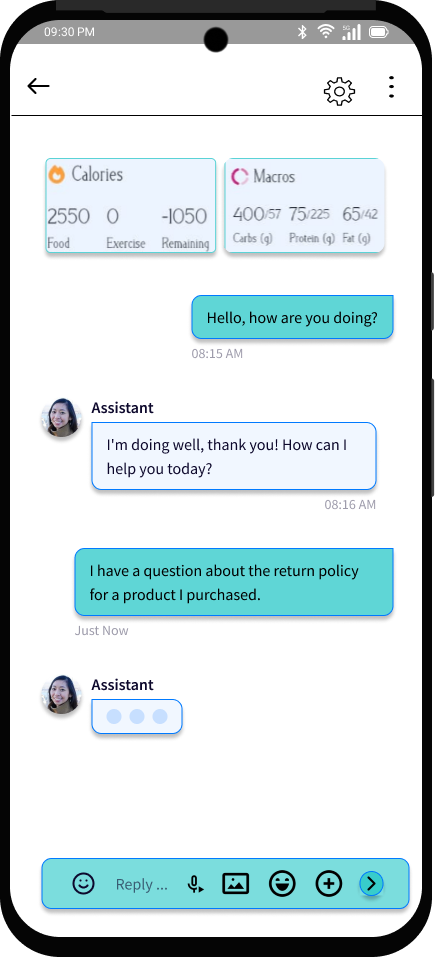 09:30 PM
5G
Calories
2550 0 -1050
Food Exercise Remaining
Macros
400/57 75/225 65/42
Carbs (g) Protein (g) Fat (g)
Hello, how are you doing?
08:15 AM
Assistant
I'm doing well, thank you! How can I
help you today?
08:16 AM
I have a question about the return policy
for a product I purchased.
Just Now
Assistant
Reply ...